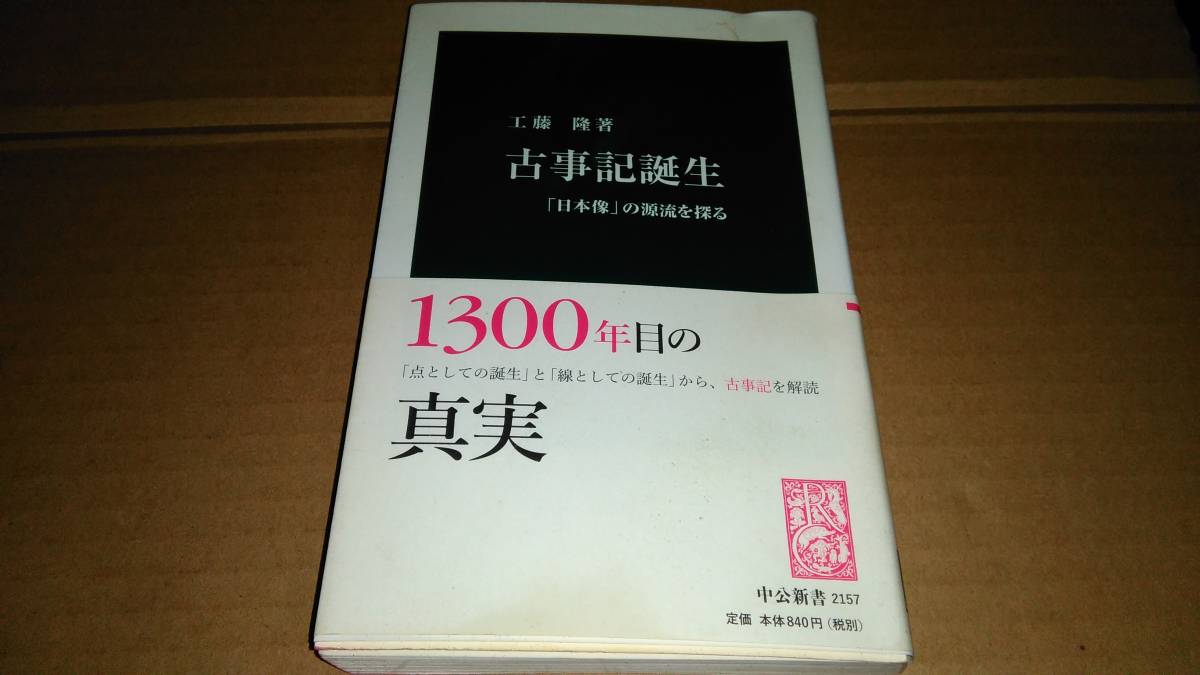 工藤 隆著
古事記誕生
「日本像」の源流を探る
1300年目の
「点としての誕生」と「線としての誕生」から、古事記を解読
真実
RC
中公新書 2157
定価 本体840円(税別)